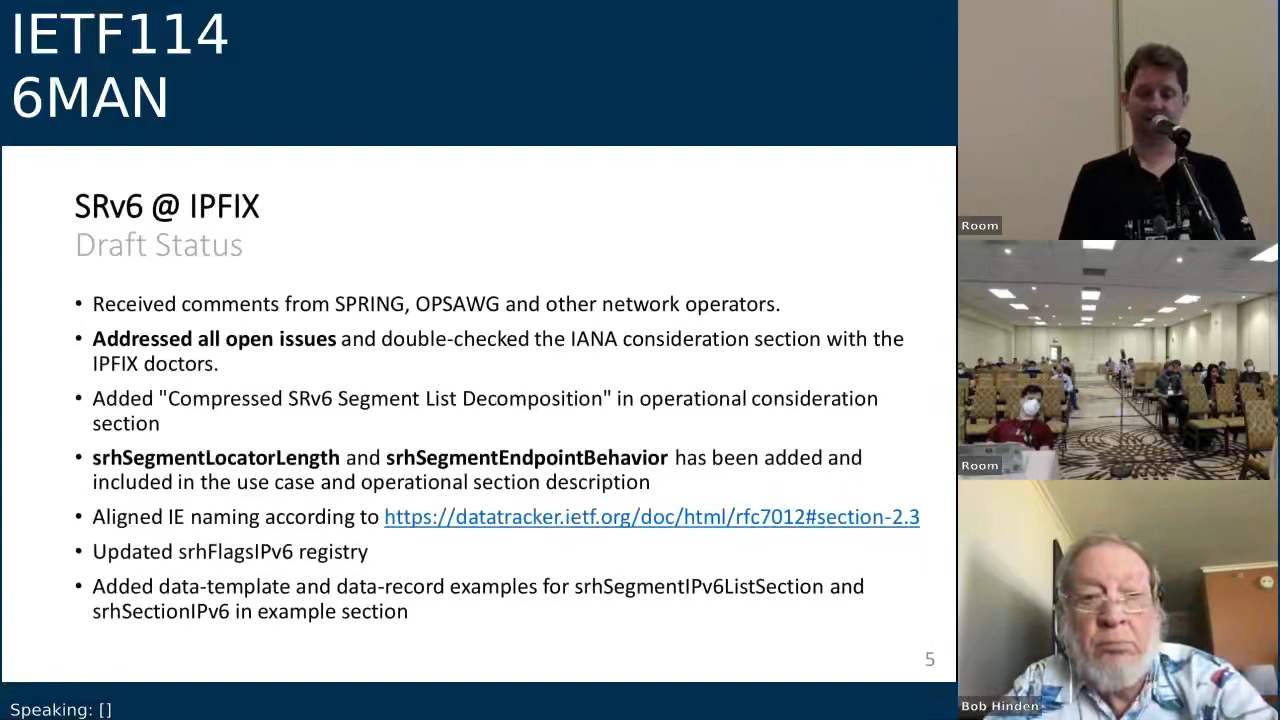 IETF114
6MAN
SRv6 @ IPFIX
Draft Status
• Received comments from SPRING, OPSAWG and other network operators.
• Addressed all open issues and double-checked the IANA consideration section with the
IPFIX doctors.
• Added "Compressed SRv6 Segment List Decomposition" in operational consideration
section
• srhSegmentLocatorLength and srhSegmentEndpointBehavior has been added and
included in the use case and operational section description
• Aligned IE naming according to https://datatracker.ietf.org/doc/html/rfc7012#section-2.3
• Updated srhFlagsIPv6 registry
• Added data-template and data-record examples for srhSegmentIPv6ListSection and
srhSectionIPv6 in example section
5
Speaking: []
Room
Room
Bob Hinden